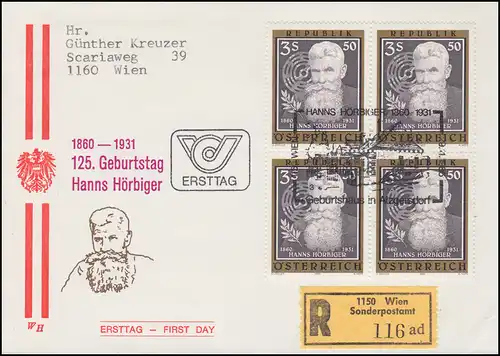 Hr.
Günther Kreuzer
Scariaweg 39
1160 Wien
1860 — 1931
125. Geburtstag
Hanns Hörbiger
ERSTTAG
WH
ERSTTAG – FIRST DAY
REPUBLIK
3S 50
1860 1931
HANNS HÖRBIGER
ÖSTERREICH
REPUBLIK
3S 50
1860 1931
HANNS HÖRBIGER
ÖSTERREICH
REPUBLIK
3S 50
1860 1931
HANNS HÖRBIGER
ÖSTERREICH
REPUBLIK
3S 50
1860 1931
HANNS HÖRBIGER
ÖSTERREICH
HANNS HÖRBIGER, 1860-1931
Geburtshaus in Atzgersdorf
R
1150 Wien
Sonderpostamt
116 ad